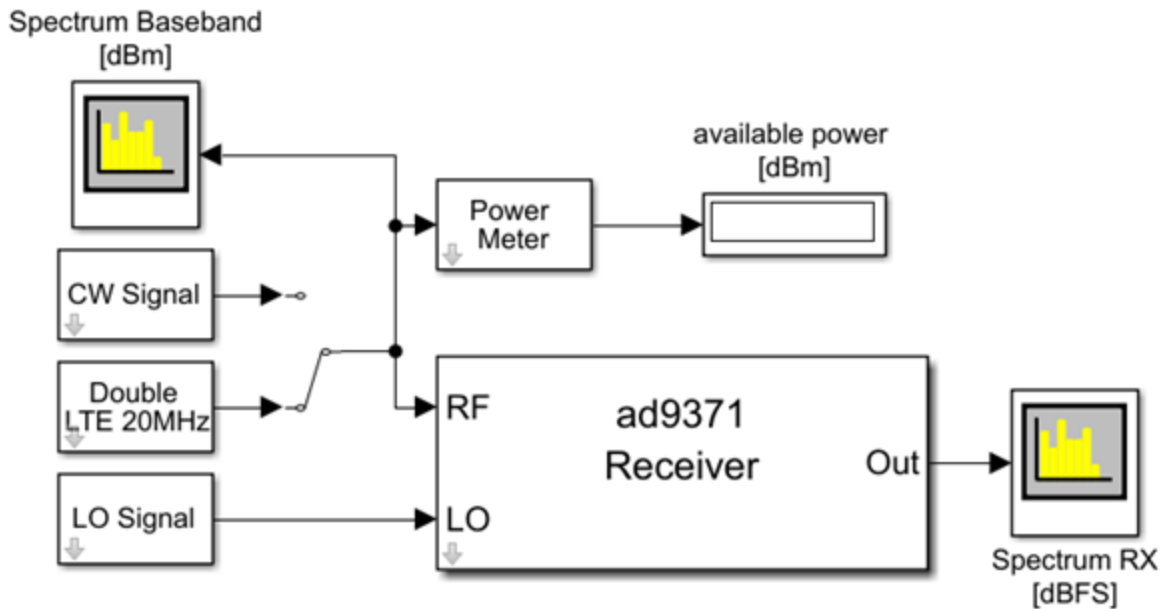 Spectrum Baseband
[dBm]
available power
[dBm]
Power
Meter
CW Signal
Double
LTE 20MHz
LO Signal
RF
LO
ad9371
Receiver
Out
Spectrum RX
[dBFS]